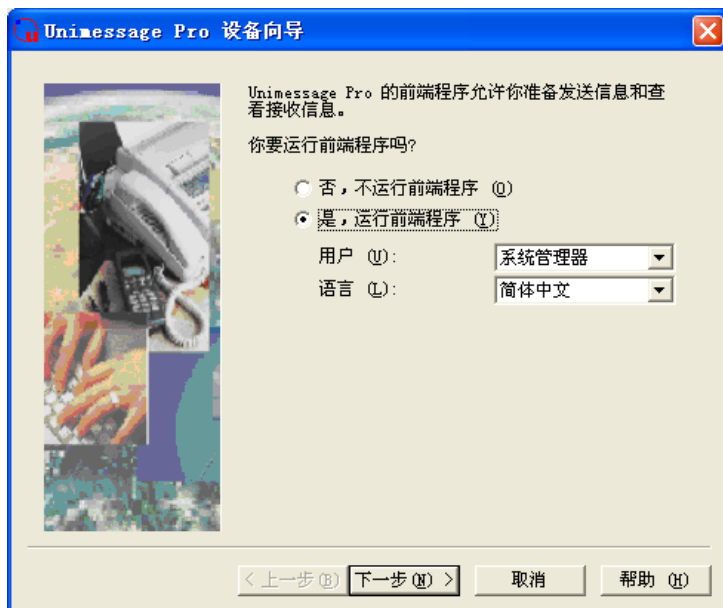 Unimessage Pro 设备向导
Unimessage Pro 的前端程序允许你准备发送信息和查
看接收信息。
你要运行前端程序吗?
否,不运行前端程序 (O)
是,运行前端程序 (Y)
用户 (U): 系统管理器
语言 (L): 简体中文
< 上一步(B) 下一步(N) > 取消 帮助 (H)